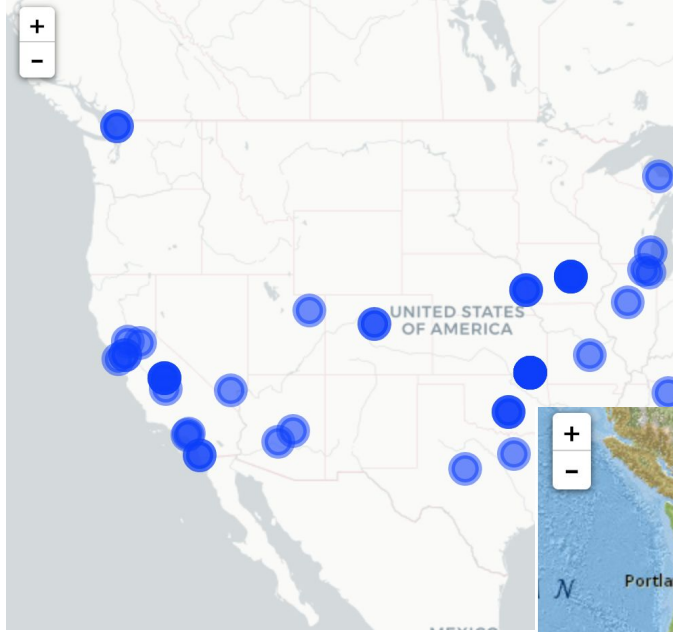 +
−
UNITED STATES
OF AMERICA
+
−
N
Portla